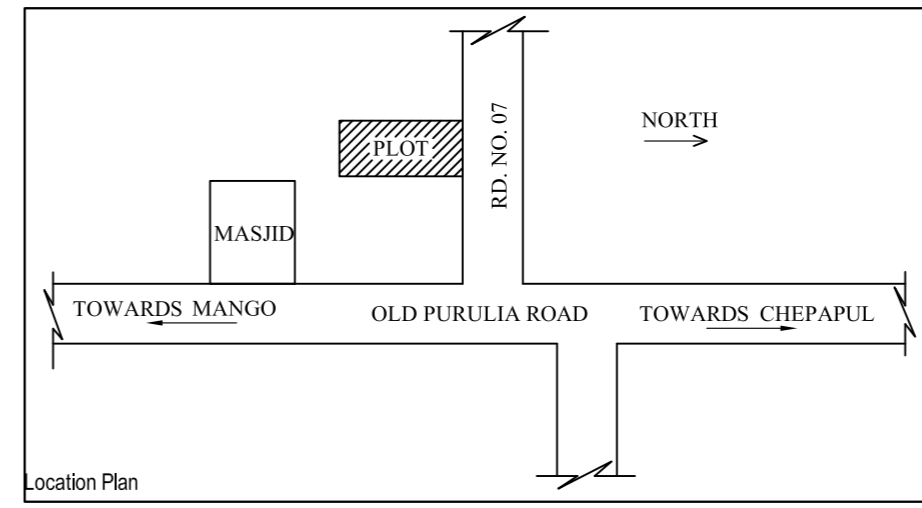 RD. NO. 07
NORTH
PLOT
MASJID
TOWARDS MANGO
OLD PURULIA ROAD
TOWARDS CHEPAPUL
Location Plan